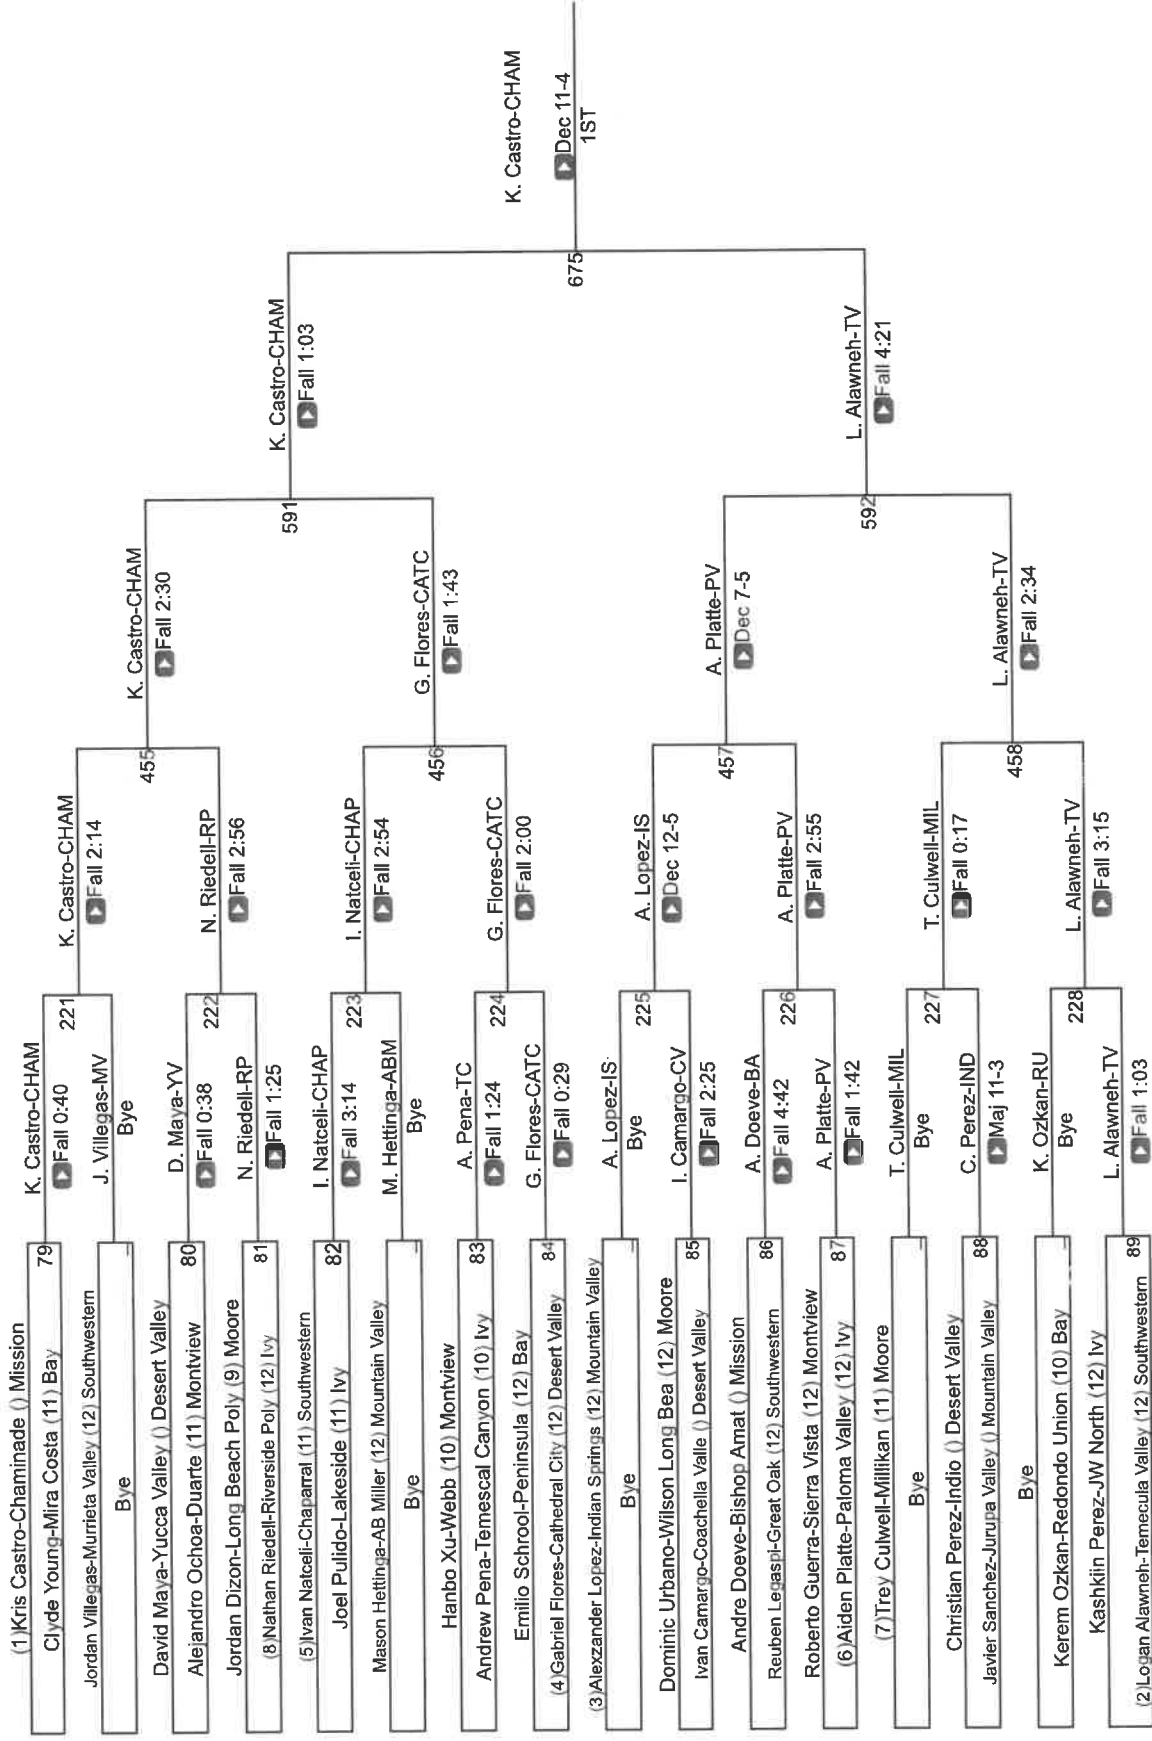 (1)Kris Castro-Chaminade () Mission
79
Clyde Young-Mira Costa (11) Bay
Jordan Villegas-Murrieta Valley (12) Southwestern
Bye
David Maya-Yucca Valley () Desert Valley
80
Alejandro Ochoa-Duarte (11) Montview
Jordan Dizon-Long Beach Poly (9) Moore
81
(8)Nathan Riedell-Riverside Poly (12) Ivy
(5)Ivan Natceli-Chaparral (11) Southwestern
82
Joel Pulido-Lakeside (11) Ivy
Mason Hettinga-AB Miller (12) Mountain Valley
Bye
Hanbo Xu-Webb (10) Montview
83
Andrew Pena-Temescal Canyon (10) Ivy
Emilio Schrool-Peninsula (12) Bay
84
(4)Gabriel Flores-Cathedral City (12) Desert Valley
(3)Alexzander Lopez-Indian Springs (12) Mountain Valley
Bye
Dominic Urbano-Wilson Long Bea (12) Moore
85
Ivan Camargo-Coachella Valle () Desert Valley
Andre Doeve-Bishop Amat () Mission
86
Reuben Legaspi-Great Oak (12) Southwestern
Roberto Guerra-Sierra Vista (12) Montview
87
(6)Aiden Platte-Paloma Valley (12) Ivy
(7)Trey Culwell-Millikan (11) Moore
Bye
Christian Perez-Indio () Desert Valley
88
Javier Sanchez-Jurupa Valley () Mountain Valley
Bye
Kerem Ozkan-Redondo Union (10) Bay
Kashkiin Perez-JW North (12) Ivy
89
(2)Logan Alawneh-Temecula Valley (12) Southwestern
K. Castro-CHAM
Fall 0:40
221
J. Villegas-MV
Bye
D. Maya-YV
Fall 0:38
222
N. Riedell-RP
Fall 1:25
I. Natceli-CHAP
Fall 3:14
223
M. Hettinga-ABM
Bye
A. Pena-TC
Fall 1:24
224
G. Flores-CATC
Fall 0:29
A. Lopez-IS
Bye
225
I. Camargo-CV
Fall 2:25
A. Doeve-BA
Fall 4:42
226
A. Platte-PV
Fall 1:42
T. Culwell-MIL
Bye
227
C. Perez-IND
Maj 11-3
K. Ozkan-RU
Bye
228
L. Alawneh-TV
Fall 1:03
K. Castro-CHAM
Fall 2:14
455
N. Riedell-RP
Fall 2:56
I. Natceli-CHAP
Fall 2:54
456
G. Flores-CATC
Fall 2:00
A. Lopez-IS
Dec 12-5
457
A. Platte-PV
Fall 2:55
T. Culwell-MIL
Fall 0:17
458
L. Alawneh-TV
Fall 3:15
K. Castro-CHAM
Fall 2:30
591
G. Flores-CATC
Fall 1:43
A. Platte-PV
Dec 7-5
592
L. Alawneh-TV
Fall 2:34
K. Castro-CHAM
Fall 1:03
675
L. Alawneh-TV
Fall 4:21
K. Castro-CHAM
Dec 11-4
1ST